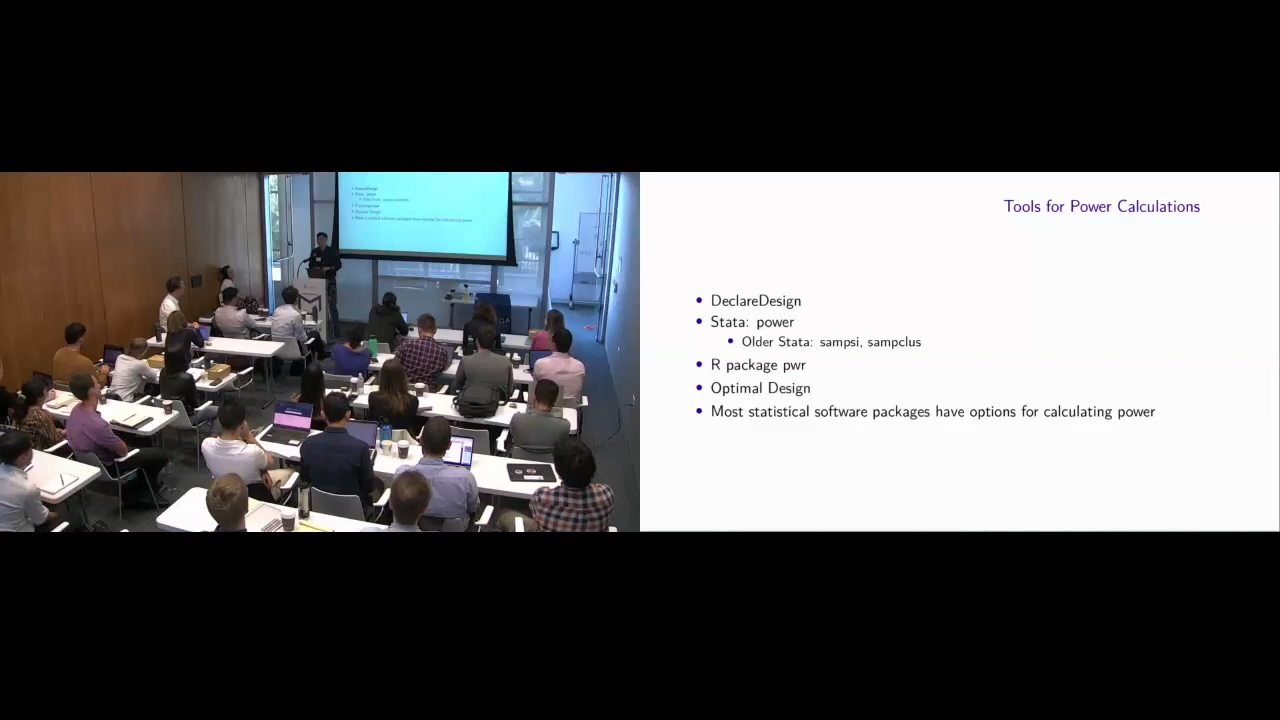 Tools for Power Calculations
• DeclareDesign
• Stata: power
• Older Stata: sampsi, sampclus
• R package pwr
• Optimal Design
• Most statistical software packages have options for calculating power